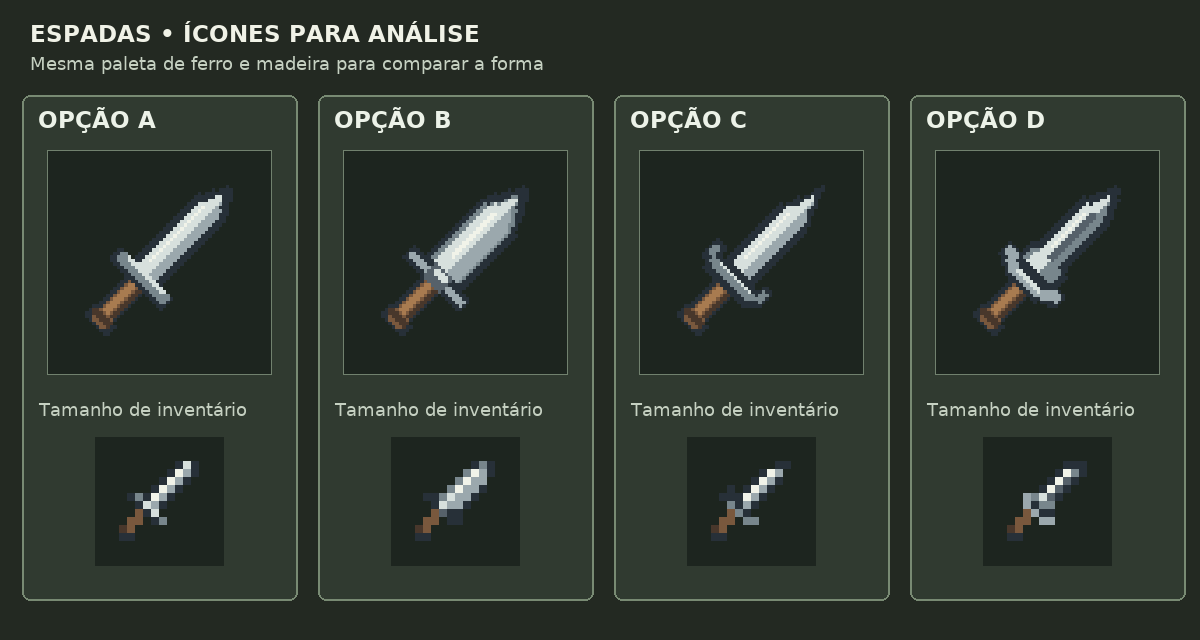 ESPADAS • ÍCONES PARA ANÁLISE
Mesma paleta de ferro e madeira para comparar a forma
OPÇÃO A
OPÇÃO B
OPÇÃO C
OPÇÃO D
Tamanho de inventário
Tamanho de inventário
Tamanho de inventário
Tamanho de inventário